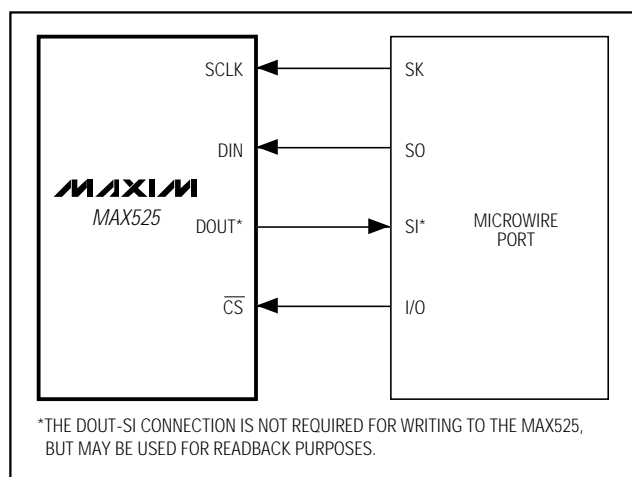 SCLK SK
DIN SO
MAXIM
MAX525
DOUT* SI* MICROWIRE
PORT
CS I/O
*THE DOUT-SI CONNECTION IS NOT REQUIRED FOR WRITING TO THE MAX525,
BUT MAY BE USED FOR READBACK PURPOSES.